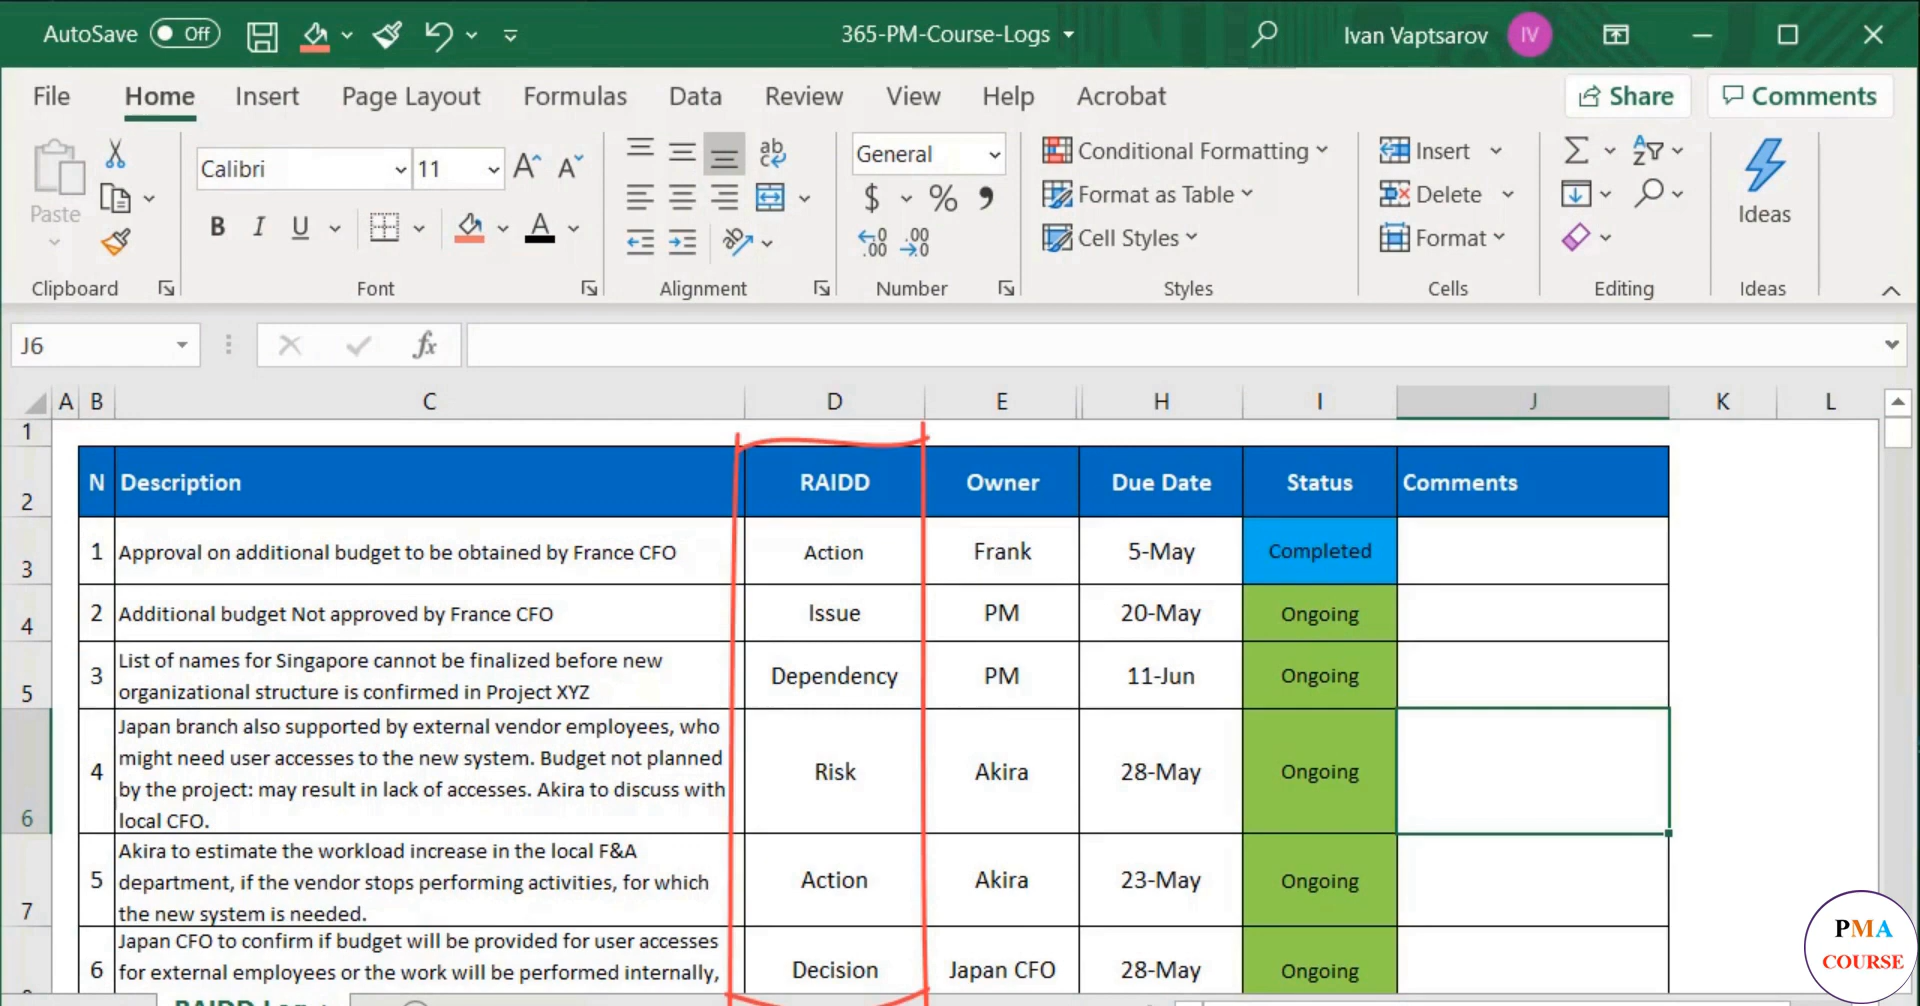 AutoSave Off 365-PM-Course-Logs Ivan Vaptsarov IV
File Home Insert Page Layout Formulas Data Review View Help Acrobat Share Comments
Paste
Calibri 11
B I U A
ab
General
$ % 9
Conditional Formatting
Format as Table
Cell Styles
Insert
Delete
Format
Ideas
Clipboard Font Alignment Number Styles Cells Editing Ideas
J6 fx
A B C D E H I J K L
1
2 N Description RAIDD Owner Due Date Status Comments
3 1 Approval on additional budget to be obtained by France CFO Action Frank 5-May Completed
4 2 Additional budget Not approved by France CFO Issue PM 20-May Ongoing
5 3 List of names for Singapore cannot be finalized before new
organizational structure is confirmed in Project XYZ Dependency PM 11-Jun Ongoing
6 4 Japan branch also supported by external vendor employees, who
might need user accesses to the new system. Budget not planned
by the project: may result in lack of accesses. Akira to discuss with
local CFO. Risk Akira 28-May Ongoing
7 5 Akira to estimate the workload increase in the local F&A
department, if the vendor stops performing activities, for which
the new system is needed. Action Akira 23-May Ongoing
6 Japan CFO to confirm if budget will be provided for user accesses
for external employees or the work will be performed internally, Decision Japan CFO 28-May Ongoing
PMA
COURSE